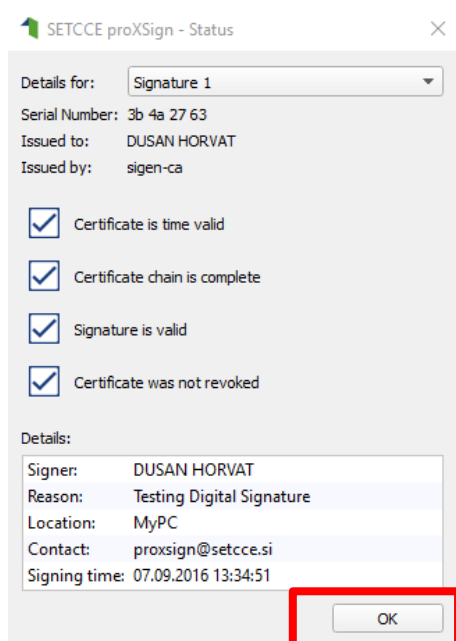 SETCCE proXSign - Status
Details for: Signature 1
Serial Number: 3b 4a 27 63
Issued to: DUSAN HORVAT
Issued by: sigen-ca
Certificate is time valid
Certificate chain is complete
Signature is valid
Certificate was not revoked
Details:
Signer: DUSAN HORVAT
Reason: Testing Digital Signature
Location: MyPC
Contact: proxsign@setcce.si
Signing time: 07.09.2016 13:34:51
OK